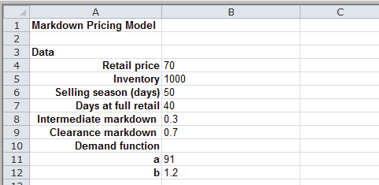 A B C
1 Markdown Pricing Model
2
3 Data
4 Retail price 70
5 Inventory 1000
6 Selling season (days) 50
7 Days at full retail 40
8 Intermediate markdown 0.3
9 Clearance markdown 0.7
10 Demand function
11 a 91
12 b 1.2